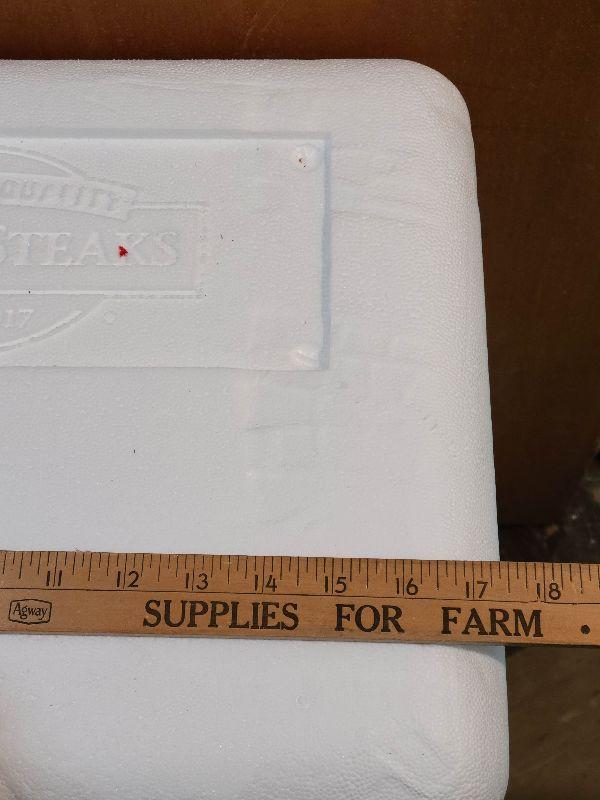 QUALITY
STEAKS
17
11 12 13 14 15 16 17 18
Agway SUPPLIES FOR FARM